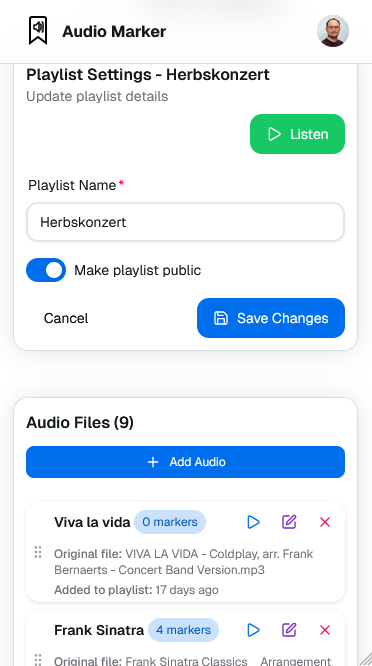 Audio Marker
Playlist Settings - Herbskonzert
Update playlist details
Listen
Playlist Name*
Herbskonzert
Make playlist public
Cancel
Save Changes
Audio Files (9)
Add Audio
Viva la vida 0 markers
Original file: VIVA LA VIDA - Coldplay, arr. Frank
Bernaerts - Concert Band Version.mp3
Added to playlist: 17 days ago
Frank Sinatra 4 markers
Original file: Frank Sinatra Classics _ Arrangement